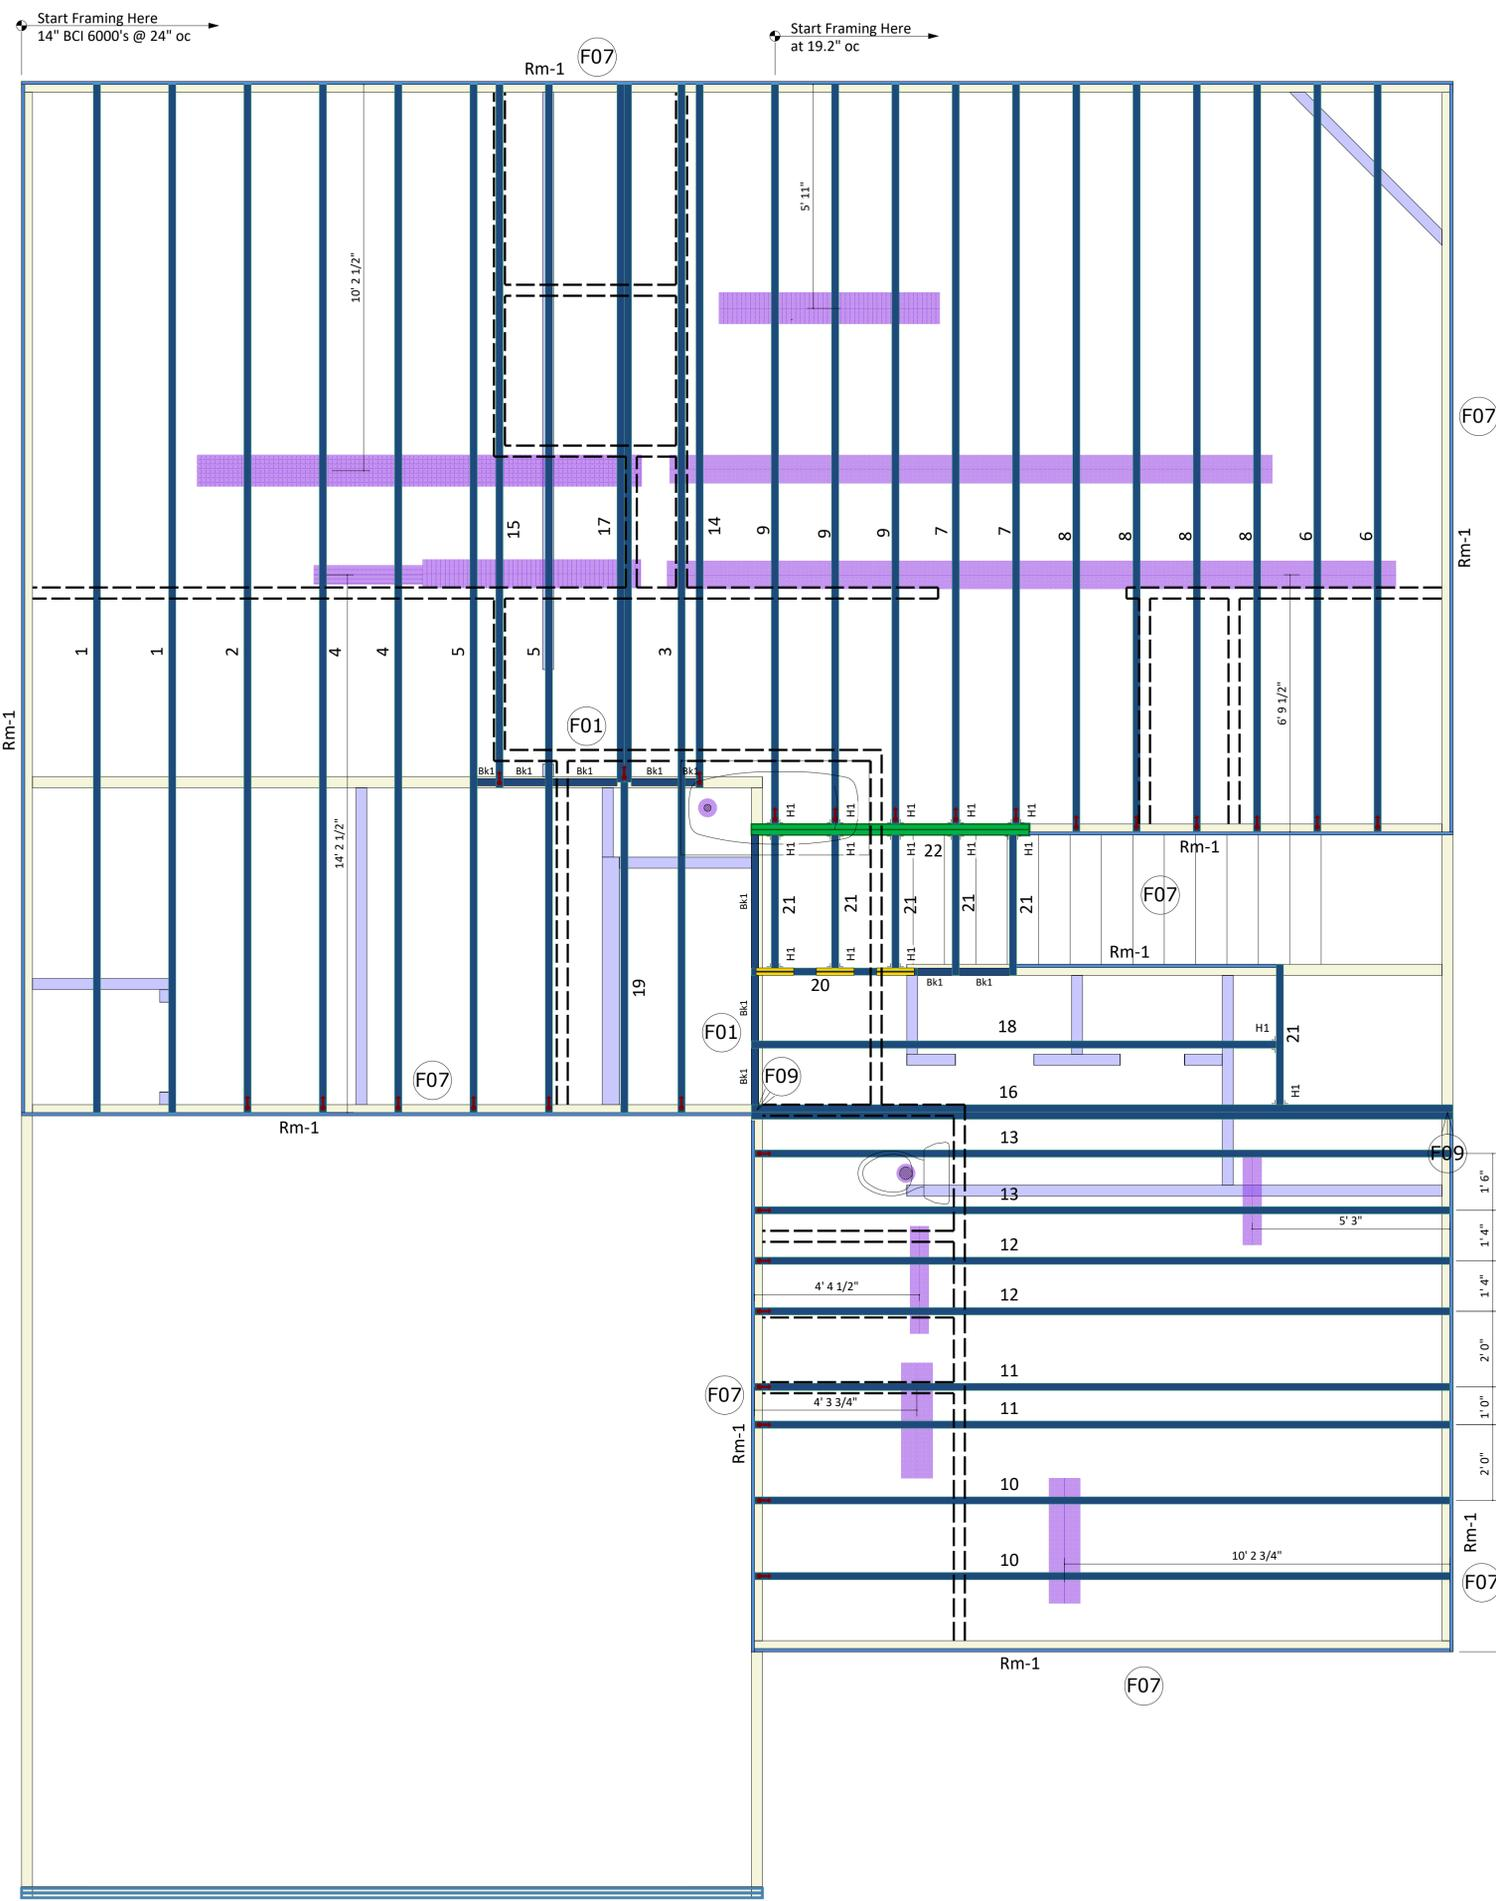 Start Framing Here
14" BCI 6000's @ 24" oc
Start Framing Here
at 19.2" oc
F07
Rm-1
5' 11"
10' 2 1/2"
F07
15
17
14
9
9
9
7
7
8
8
8
8
6
6
Rm-1
1
1
2
4
4
5
5
3
6' 9 1/2"
Rm-1
F01
Bk1
Bk1
Bk1
Bk1
Bk1
H1
H1
H1
H1
H1
14' 2 1/2"
H1
H1
H1
H1
H1
22
Rm-1
Bk1
21
21
21
21
21
F07
Rm-1
H1
H1
H1
Bk1
Bk1
20
19
Bk1
F01
18
H1
21
F07
Bk1
F09
16
H1
Rm-1
13
F09
1' 6"
13
5' 3"
12
1' 4"
4' 4 1/2"
12
1' 4"
2' 0"
11
F07
4' 3 3/4"
11
1' 0"
Rm-1
2' 0"
10
Rm-1
10
10' 2 3/4"
F07
Rm-1
F07